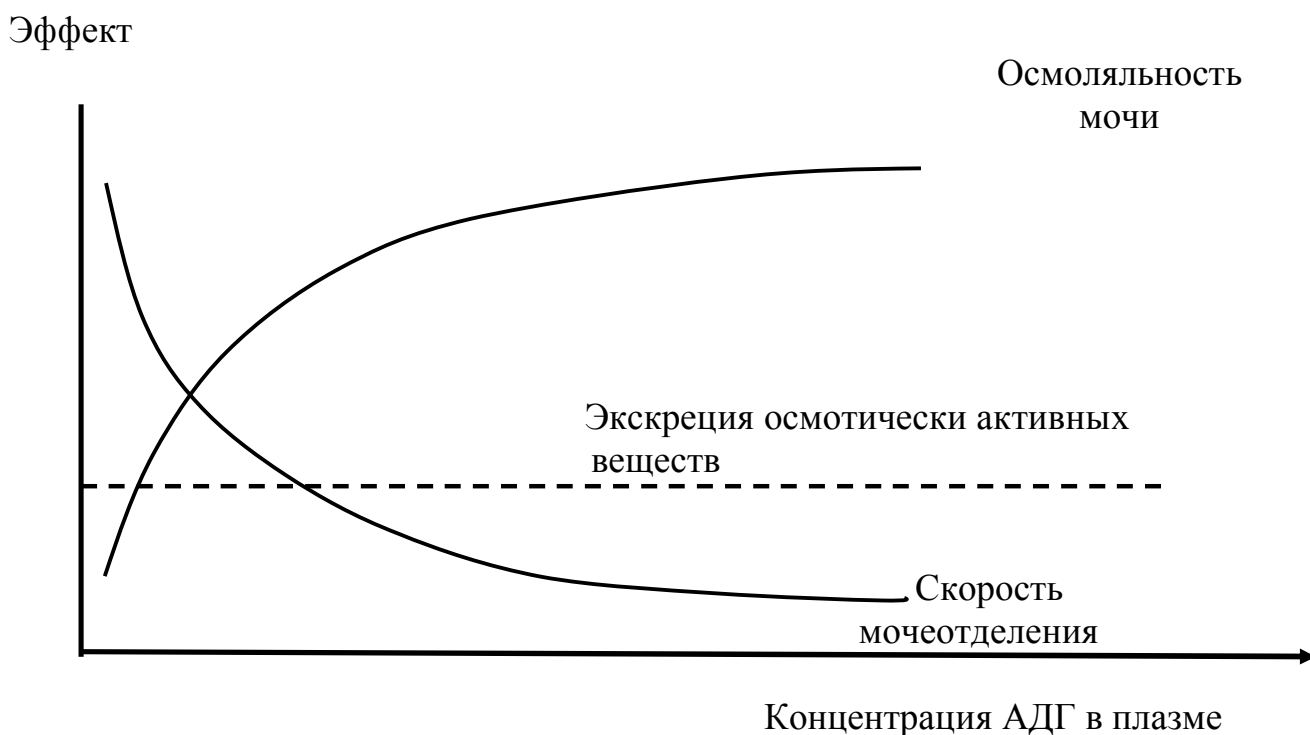 Эффект
Осмоляльность
мочи
Экскреция осмотически активных
веществ
Скорость
мочеотделения
Концентрация АДГ в плазме